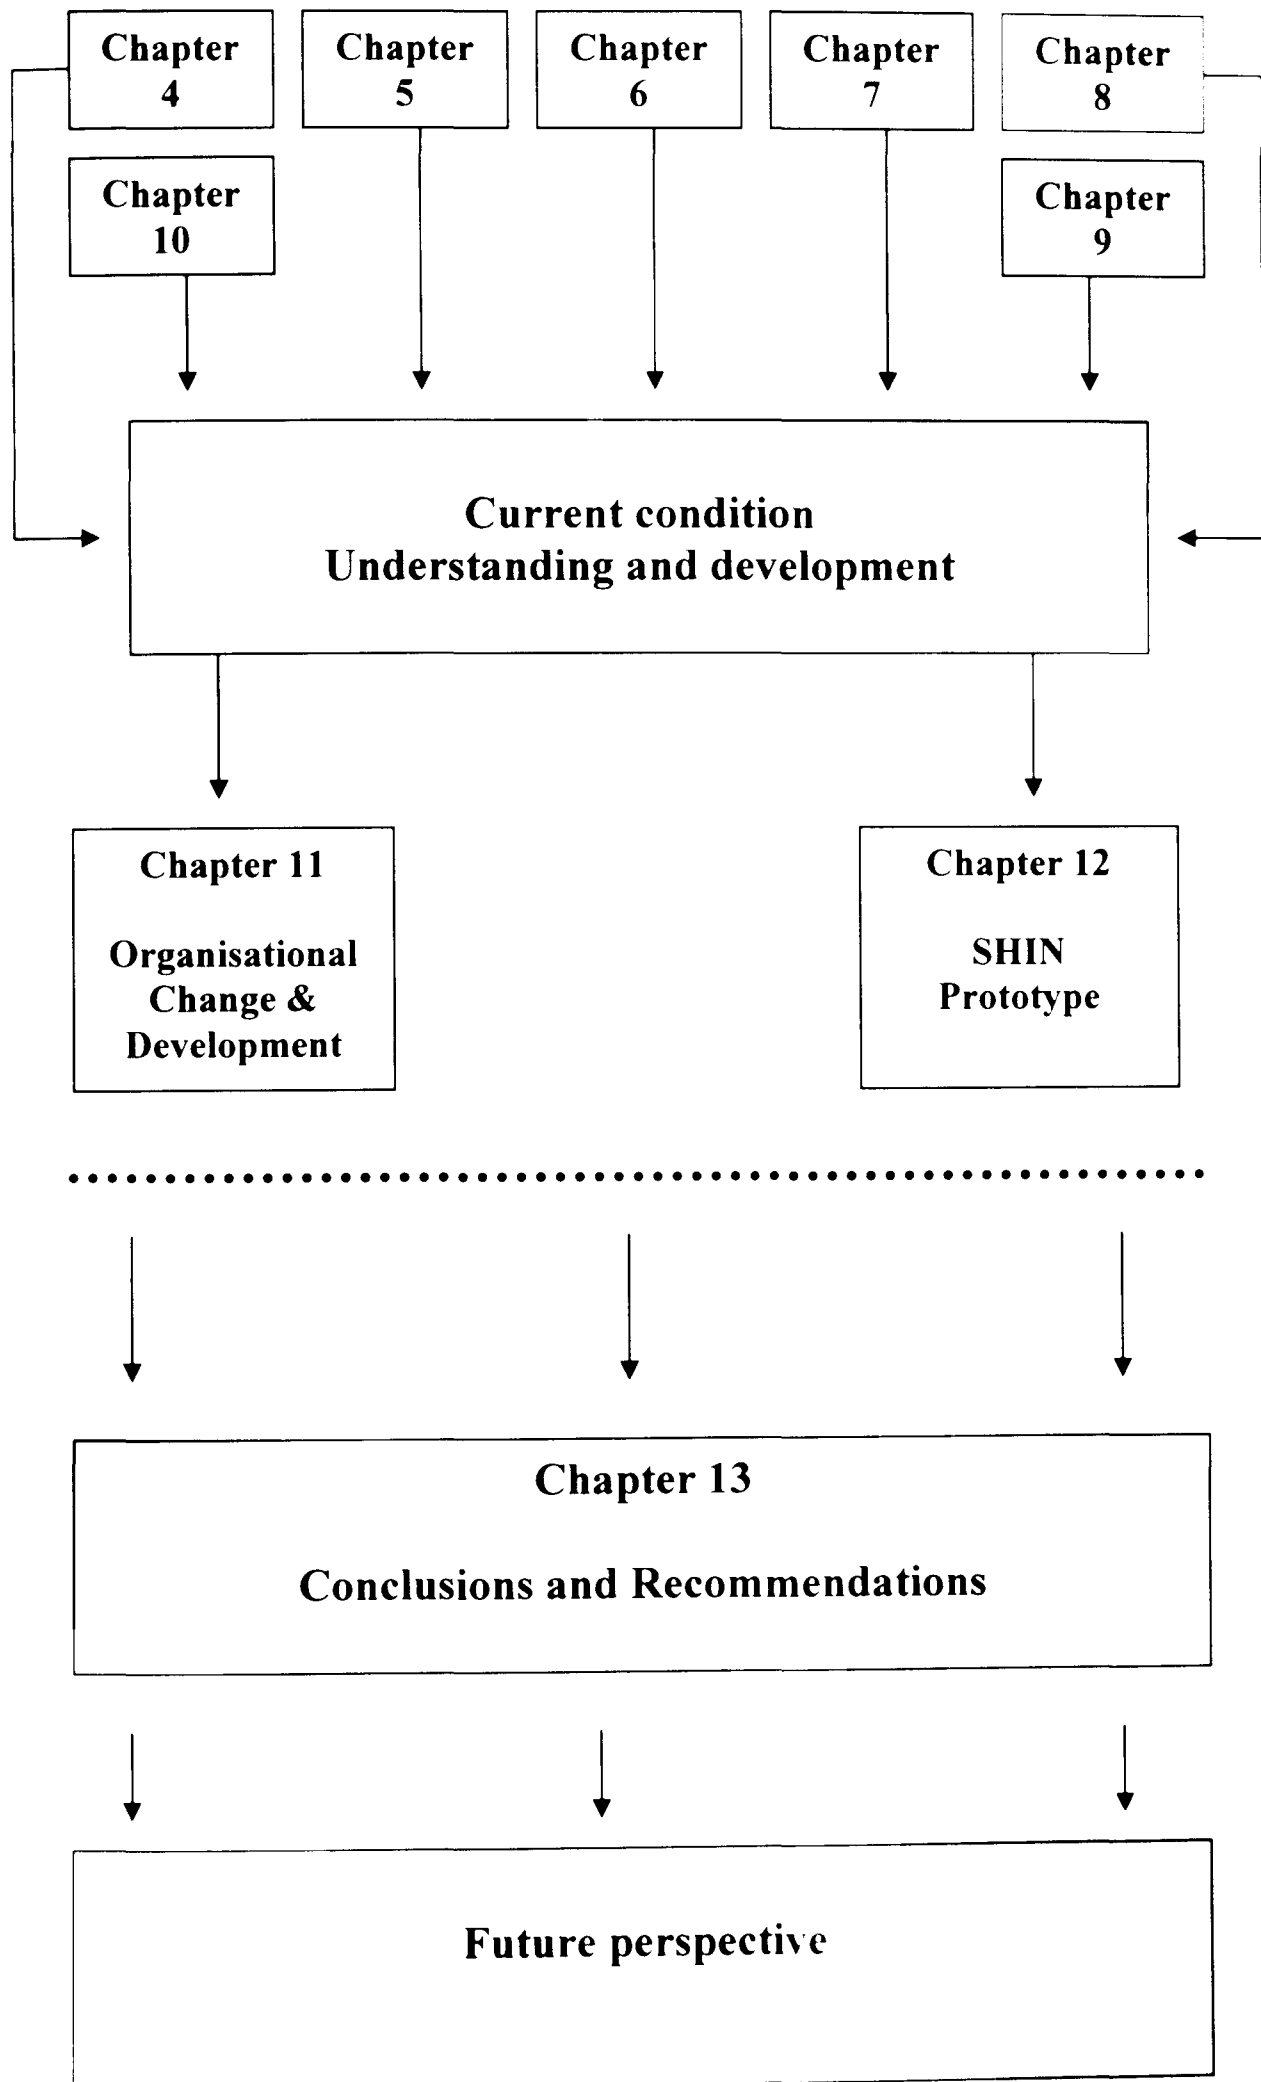 Chapter
4
Chapter
5
Chapter
6
Chapter
7
Chapter
8
Chapter
10
Chapter
9
Current condition
Understanding and development
Chapter 11
Organisational
Change &
Development
Chapter 12
SHIN
Prototype
Chapter 13
Conclusions and Recommendations
Future perspective